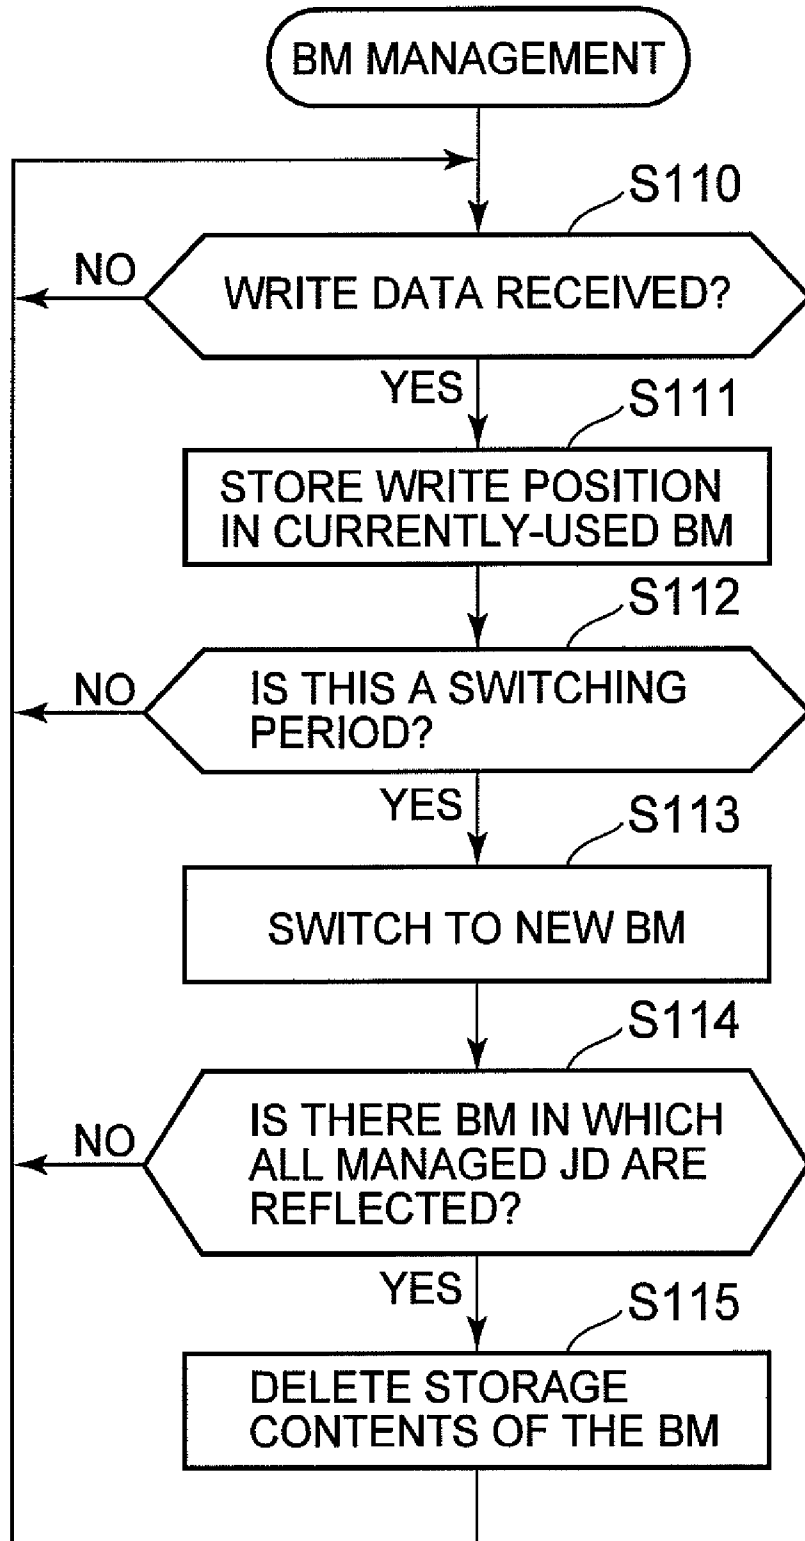 BM MANAGEMENT
S110
NO
WRITE DATA RECEIVED?
YES
S111
STORE WRITE POSITION
IN CURRENTLY-USED BM
S112
NO
IS THIS A SWITCHING
PERIOD?
YES
S113
SWITCH TO NEW BM
S114
NO
IS THERE BM IN WHICH
ALL MANAGED JD ARE
REFLECTED?
YES
S115
DELETE STORAGE
CONTENTS OF THE BM